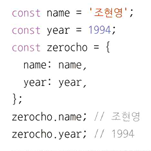 const name = '조현영';
const year = 1994;
const zerocho = {
  name: name,
  year: year,
};
zerocho.name; // 조현영
zerocho.year; // 1994